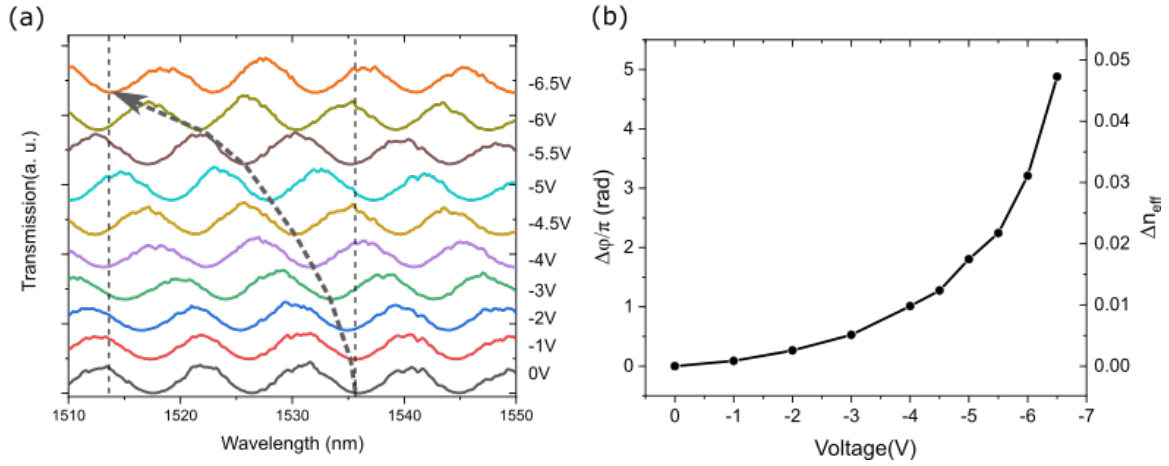 (a)
Transmission(a. u.)
-6.5V
-6V
-5.5V
-5V
-4.5V
-4V
-3V
-2V
-1V
0V
1510 1520 1530 1540 1550
Wavelength (nm)
(b)
Δφ/π (rad)
5
4
3
2
1
0
0.05
0.04
0.03
0.02
0.01
0.00
Δn_eff
0 -1 -2 -3 -4 -5 -6 -7
Voltage(V)